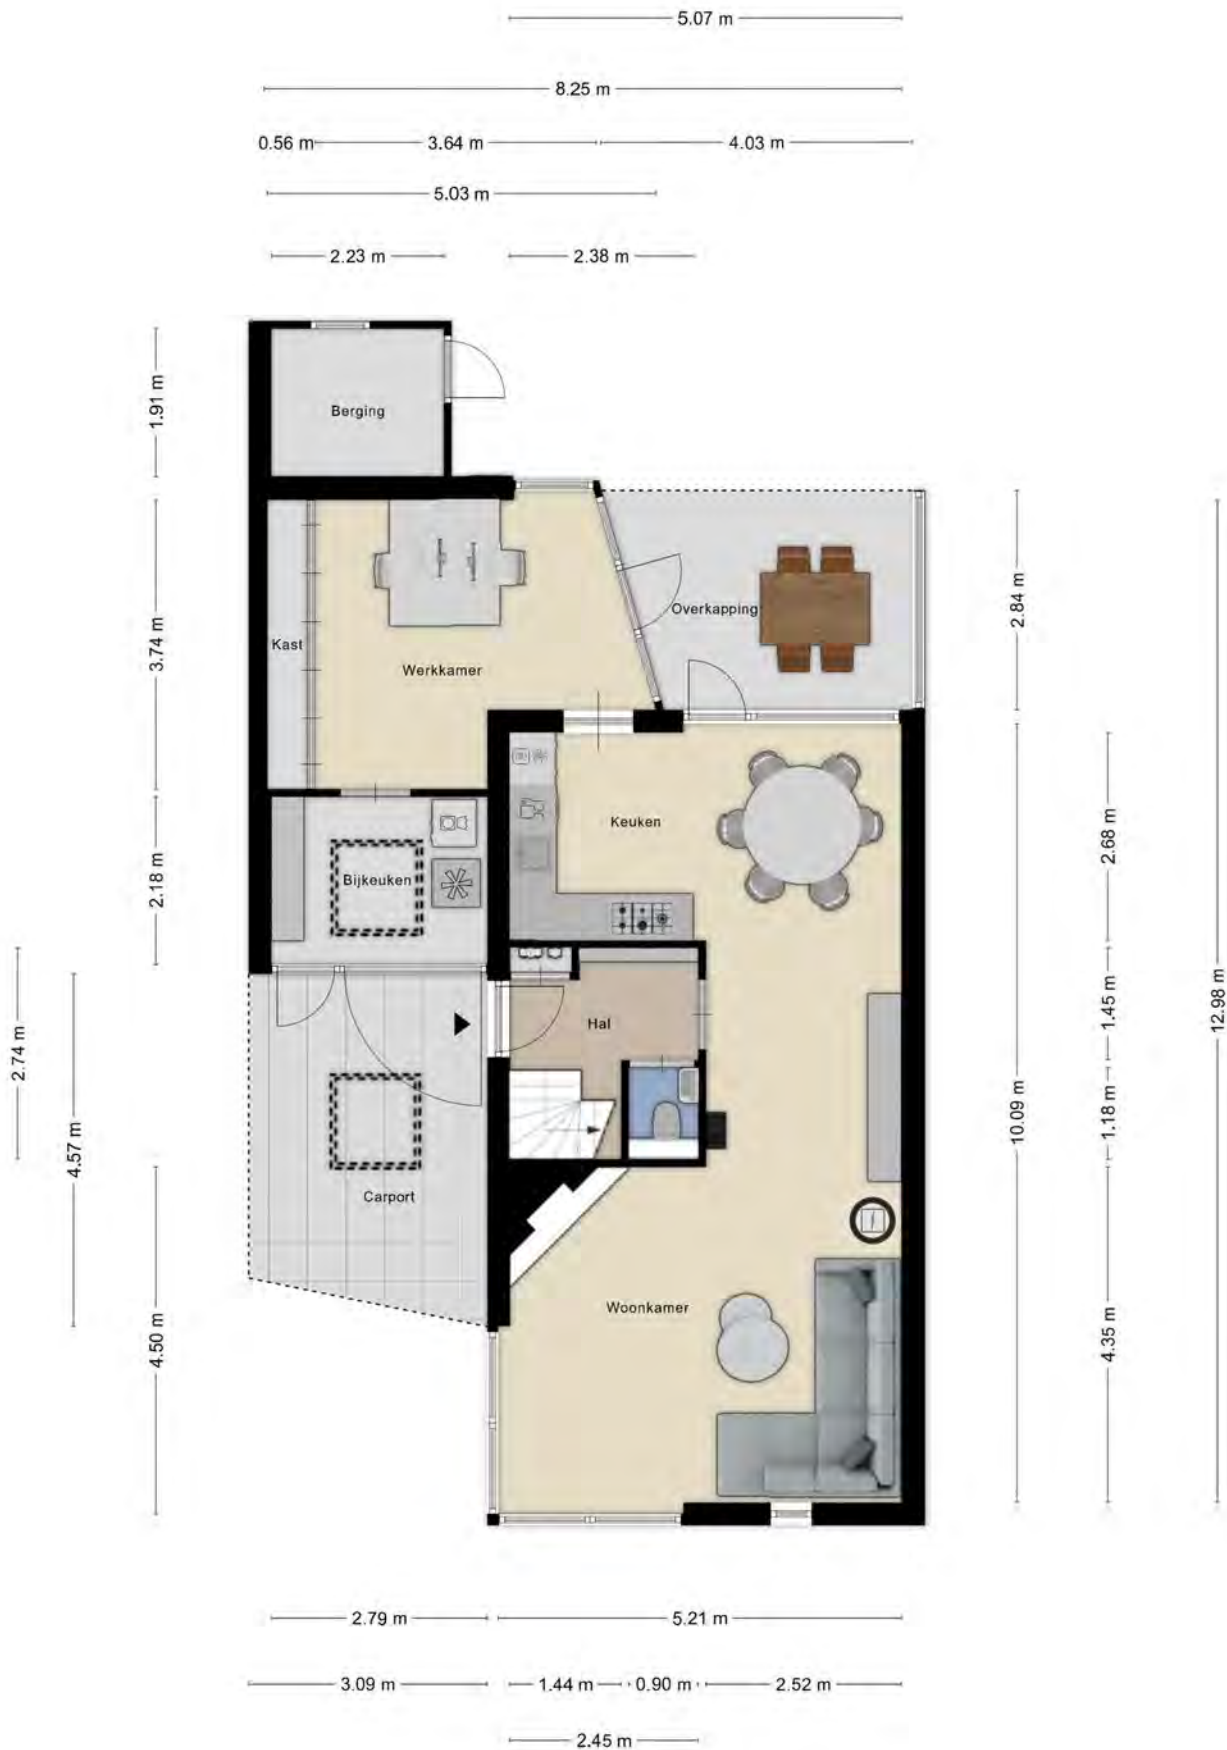 5.07 m
8.25 m
0.56 m 3.64 m 4.03 m
5.03 m
2.23 m 2.38 m
1.91 m
Berging
2.84 m
Overkapping
3.74 m
Kast
Werkkamer
12.98 m
Keuken
2.68 m
2.18 m
Bijkeuken
1.45 m
Hal
2.74 m
10.09 m
1.18 m
4.57 m
Carport
Woonkamer
4.50 m
4.35 m
2.79 m 5.21 m
3.09 m 1.44 m 0.90 m 2.52 m
2.45 m